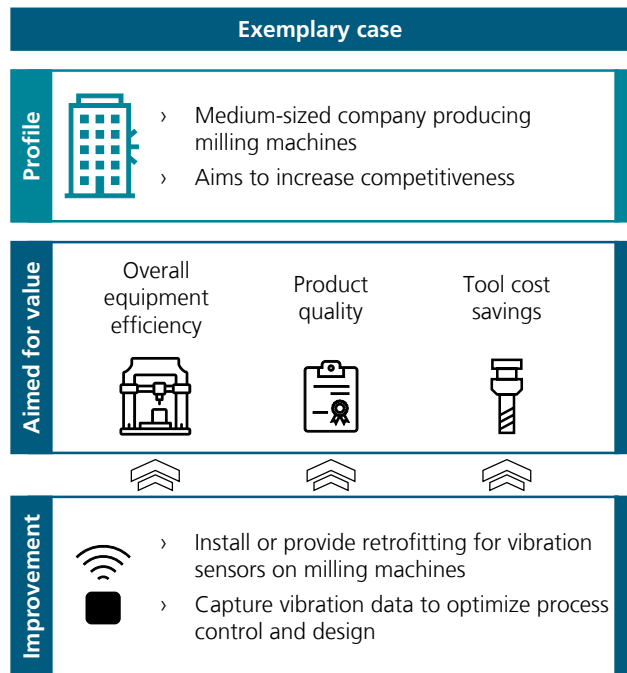 Exemplary case
Profile
› Medium-sized company producing
milling machines
› Aims to increase competitiveness
Aimed for value
Overall
equipment
efficiency
Product
quality
Tool cost
savings
Improvement
› Install or provide retrofitting for vibration
sensors on milling machines
› Capture vibration data to optimize process
control and design